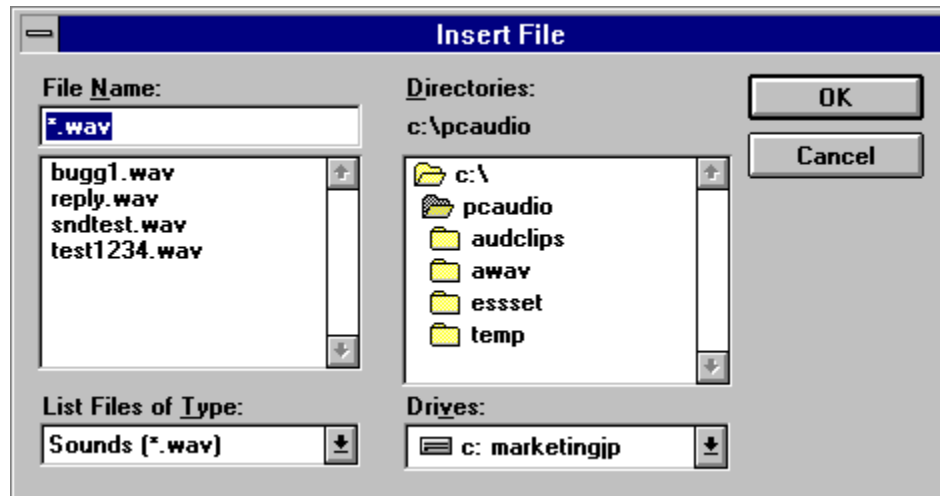 Insert File
File Name:
*.wav
bugg1.wav
reply.wav
sndtest.wav
test1234.wav
List Files of Type:
Sounds (*.wav)
Directories:
c:\pcaudio
c:\
pcaudio
audclips
awav
essset
temp
Drives:
c: marketingjp
OK
Cancel